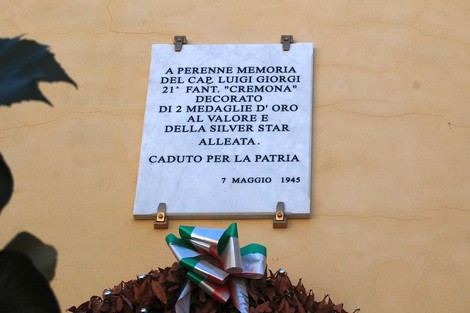 A PERENNE MEMORIA
DEL CAP. LUIGI GIORGI
21^ FANT. "CREMONA"
DECORATO
DI 2 MEDAGLIE D' ORO
AL VALORE E
DELLA SILVER STAR
ALLEATA.
CADUTO PER LA PATRIA
7 MAGGIO 1945